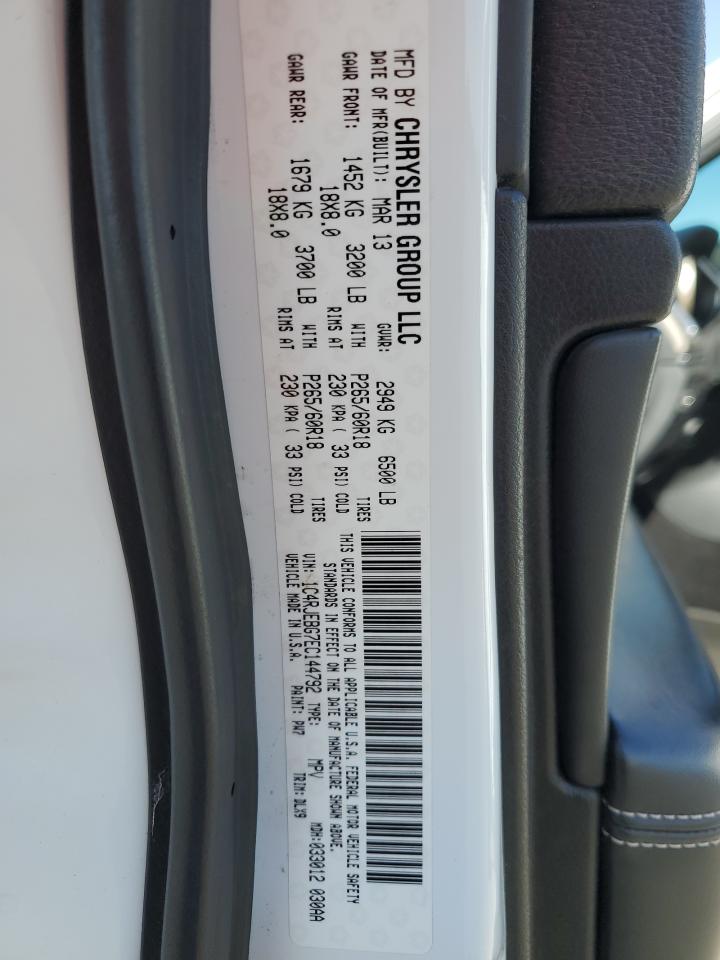 MFD BY CHRYSLER GROUP LLC
DATE OF MFR(BUILT): MAR 13 GVWR: 2949 KG 6500 LB
GAWR FRONT: 1452 KG 3200 LB WITH P265/60R18 TIRES
18X8.0 RIMS AT 230 KPA ( 33 PSI) COLD
GAWR REAR: 1679 KG 3700 LB WITH P265/60R18 TIRES
18X8.0 RIMS AT 230 KPA ( 33 PSI) COLD
THIS VEHICLE CONFORMS TO ALL APPLICABLE U.S.A. FEDERAL MOTOR VEHICLE SAFETY
STANDARDS IN EFFECT ON THE DATE OF MANUFACTURE SHOWN ABOVE.
VIN: 1C4RJEBG7EC144792 TYPE: MPV MDH:033012 030AA
VEHICLE MADE IN U.S.A. PAINT: PW7 TRIM:DLX9